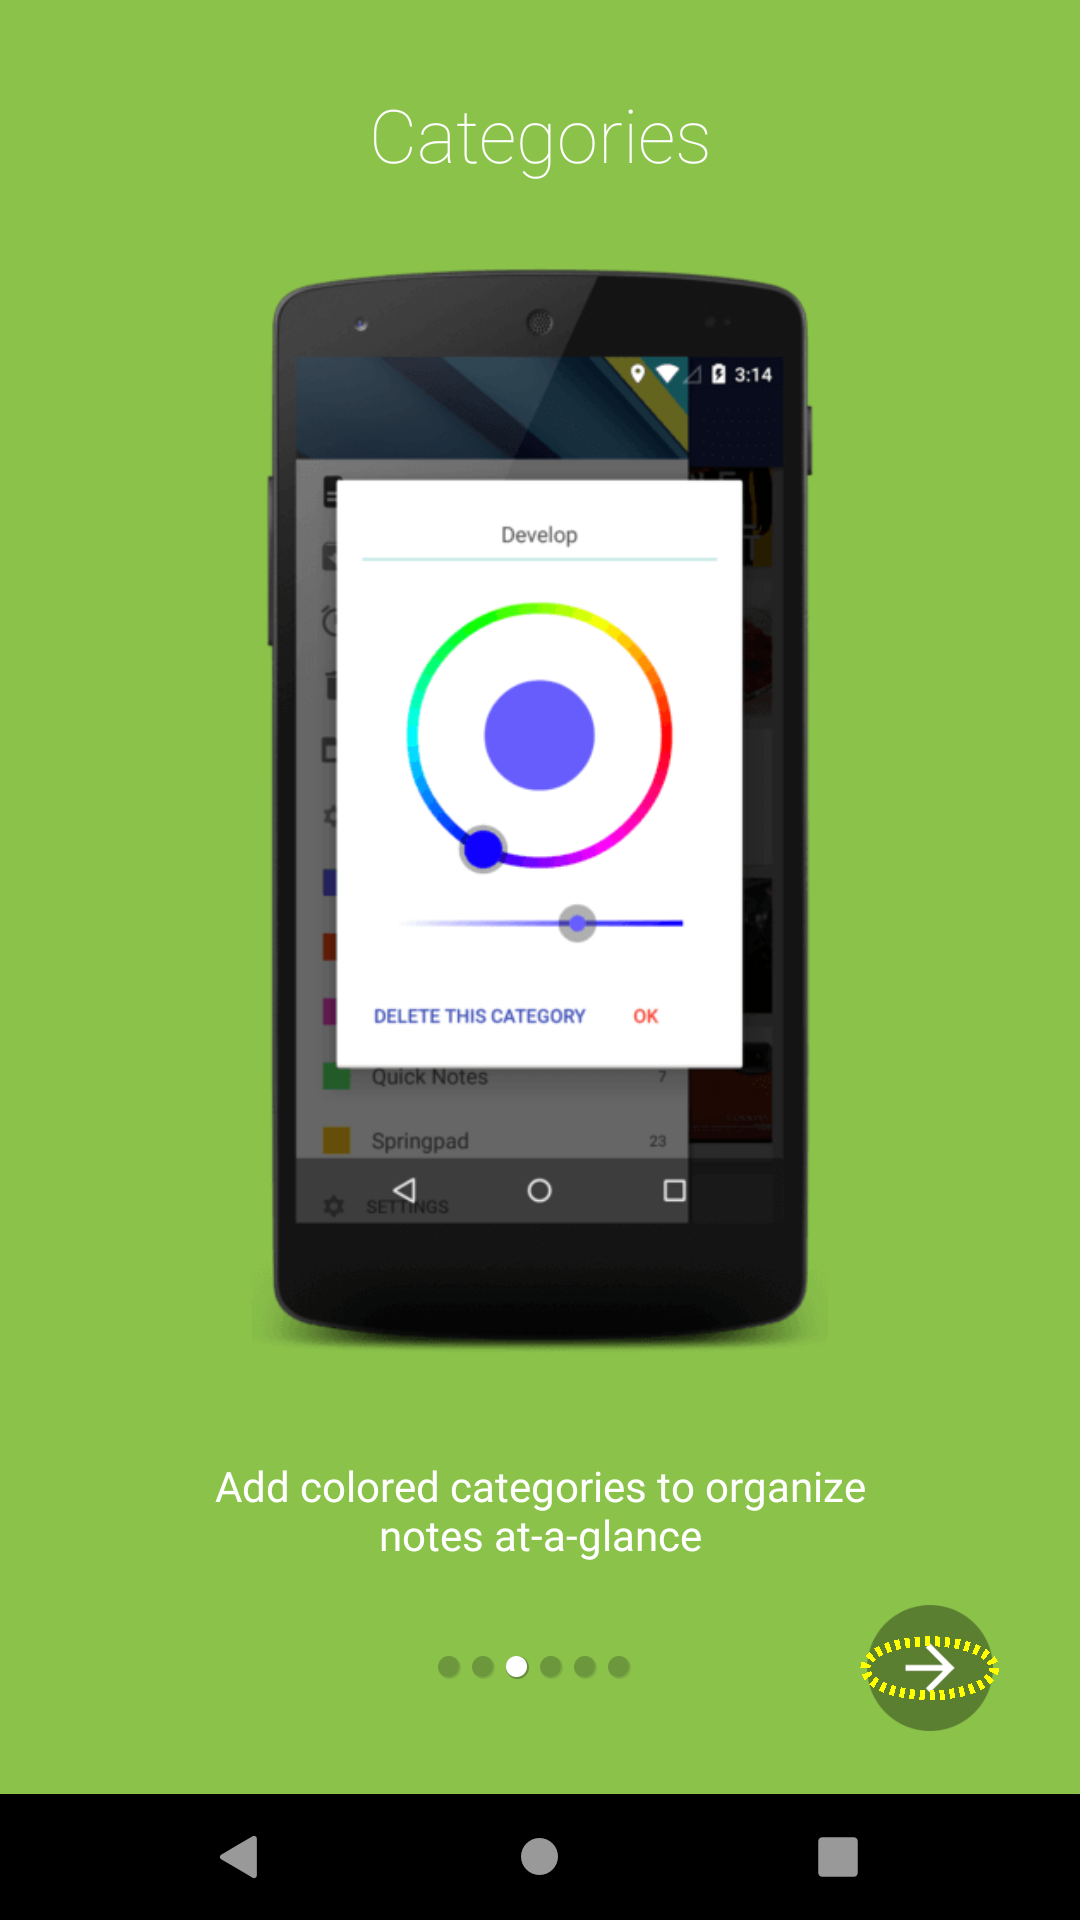 Categories
3:14
Develop
DELETE THIS CATEGORY OK
Quick Notes 7
Springpad 23
SETTINGS
Add colored categories to organize
notes at-a-glance